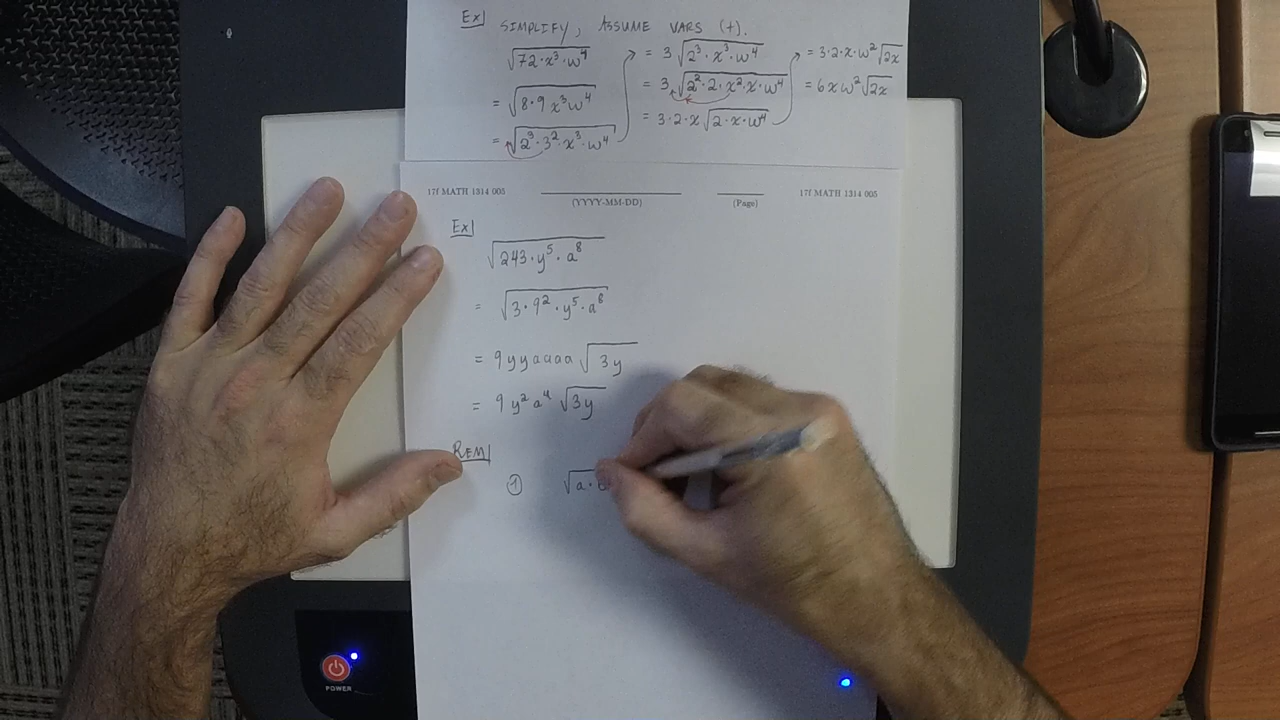 Ex| SIMPLIFY, ASSUME VARS (+).
√72·x³·w⁴
= √8·9 x³w⁴
= √2³·3²·x³·w⁴
= 3 √2³·x³·w⁴
= 3 √2²·2·x²·x·w⁴
= 3·2·x √2·x·w⁴
= 3·2·x·w² √2x
= 6xw² √2x
17f MATH 1314 005
(YYYY-MM-DD)
(Page)
17f MATH 1314 005
Ex|
√243·y⁵·a⁸
= √3·9²·y⁵·a⁸
= 9yyaaaa √3y
= 9y²a⁴ √3y
REM|
① √a·
POWER